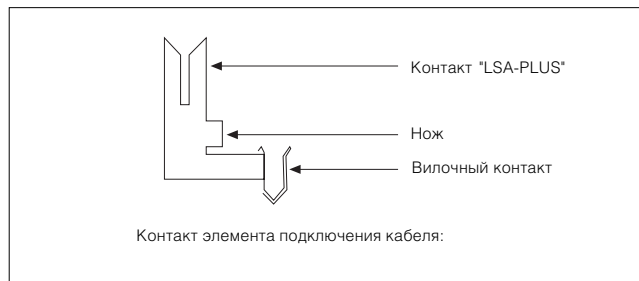 Контакт "LSA-PLUS"
Нож
Вилочный контакт
Контакт элемента подключения кабеля: